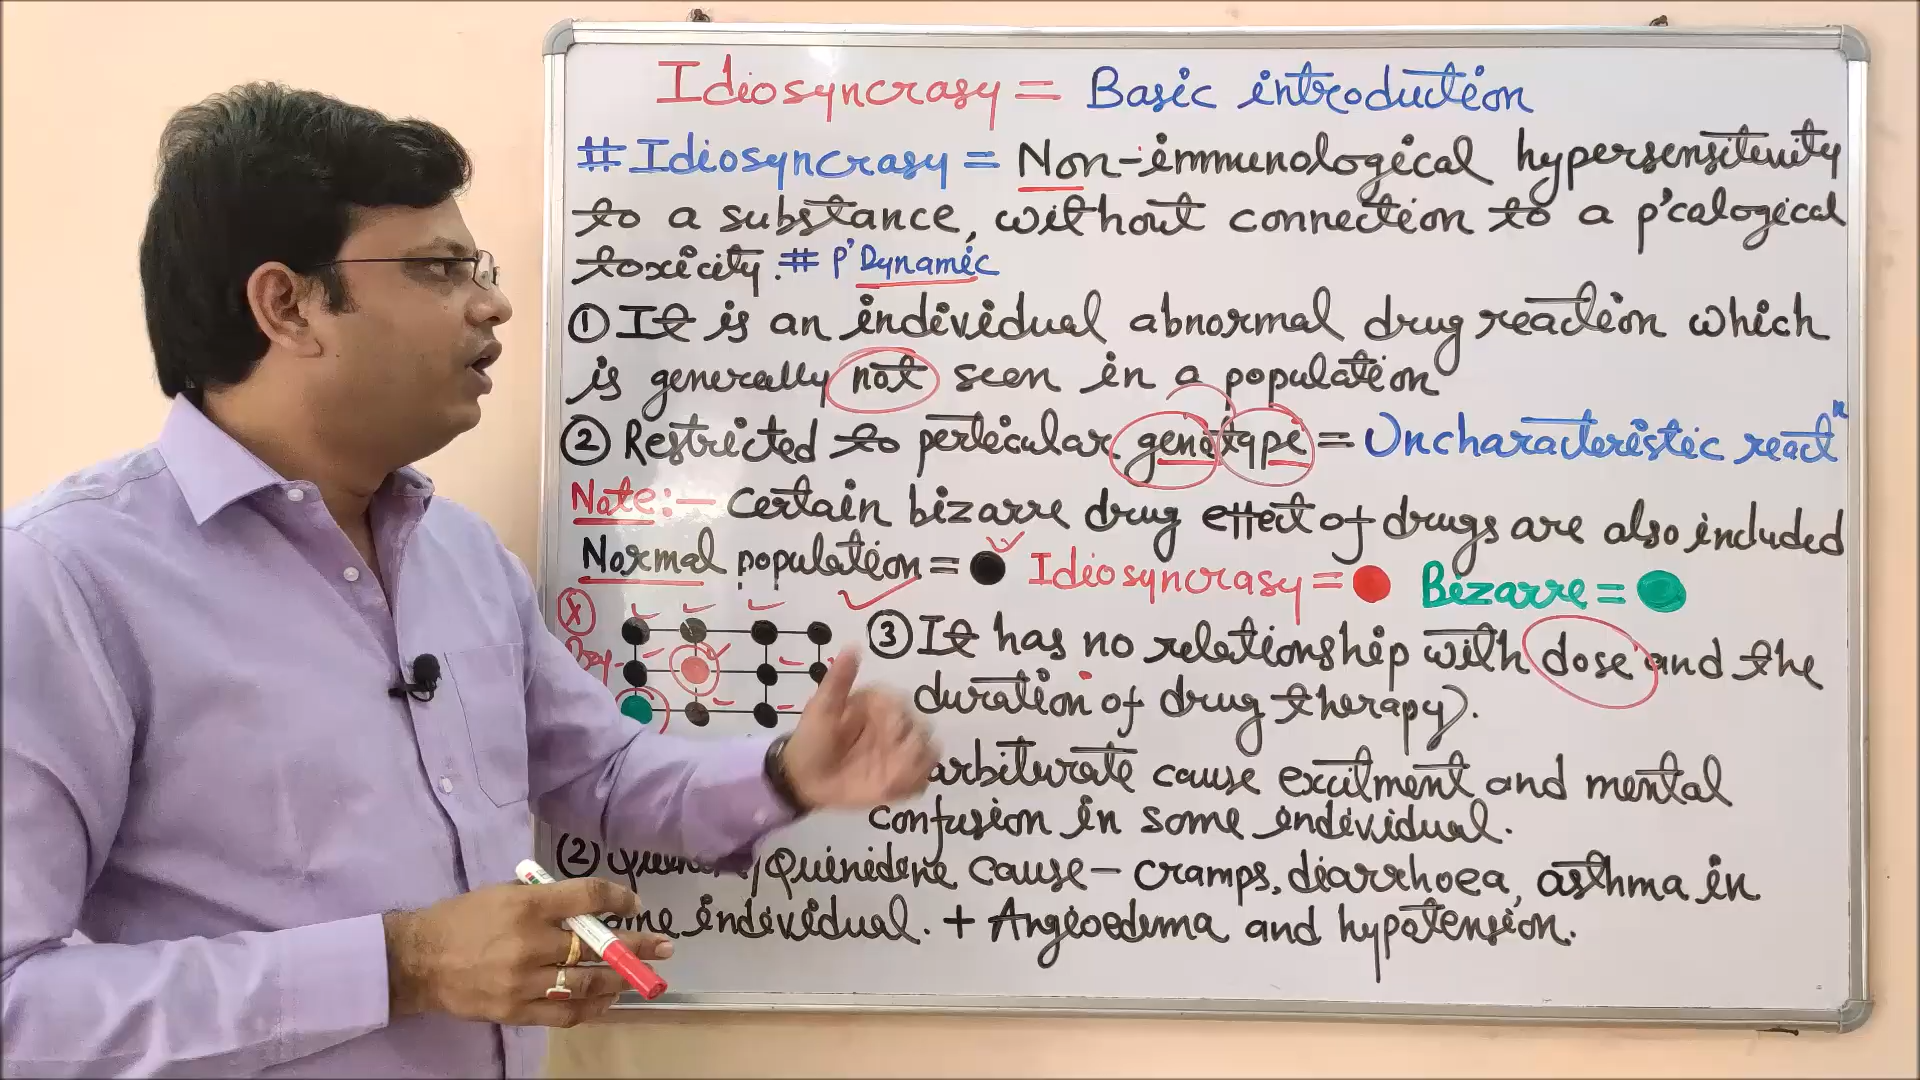 Idiosyncrasy = Basic introduction
# Idiosyncrasy = Non-immunological hypersensitivity
to a substance, without connection to a p'calogical
toxicity. # P'Dynamic
① It is an individual abnormal drug reaction which
is generally not seen in a population
② Restricted to perticular genotype = Uncharacteristic reactⁿ
Note:- Certain bizarre drug effect of drugs are also included
Normal population = Idiosyncrasy = Bizarre =
③ It has no relationship with dose and the
duration of drug therapy).
arbiturate cause excitment and mental
confusion in some individual.
(2) /Quinidine cause - cramps, diarrhoea, asthma in
ome individual. + Angioedema and hypotension.